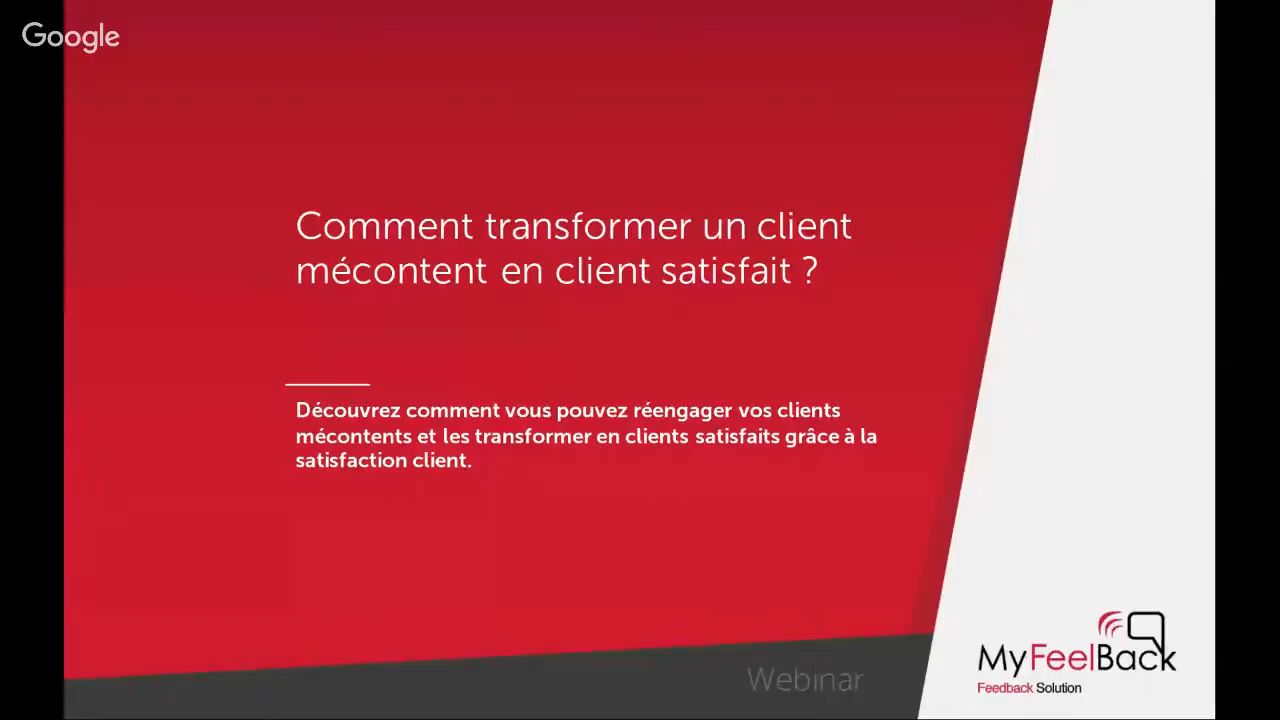 Google
Comment transformer un client
mécontent en client satisfait ?
Découvrez comment vous pouvez réengager vos clients
mécontents et les transformer en clients satisfaits grâce à la
satisfaction client.
Webinar
MyFeelBack
Feedback Solution